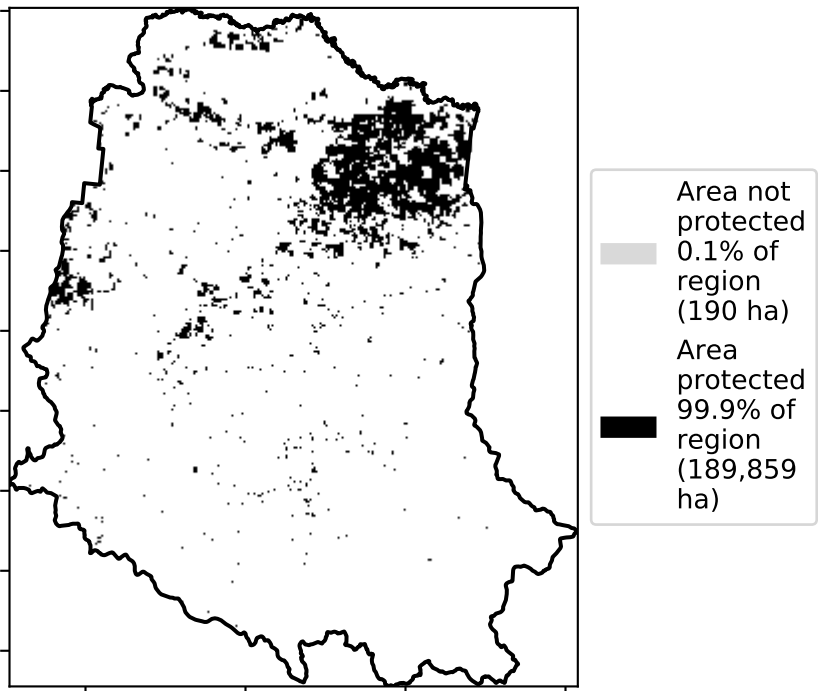 Area not
protected
0.1% of
region
(190 ha)
Area
protected
99.9% of
region
(189,859
ha)